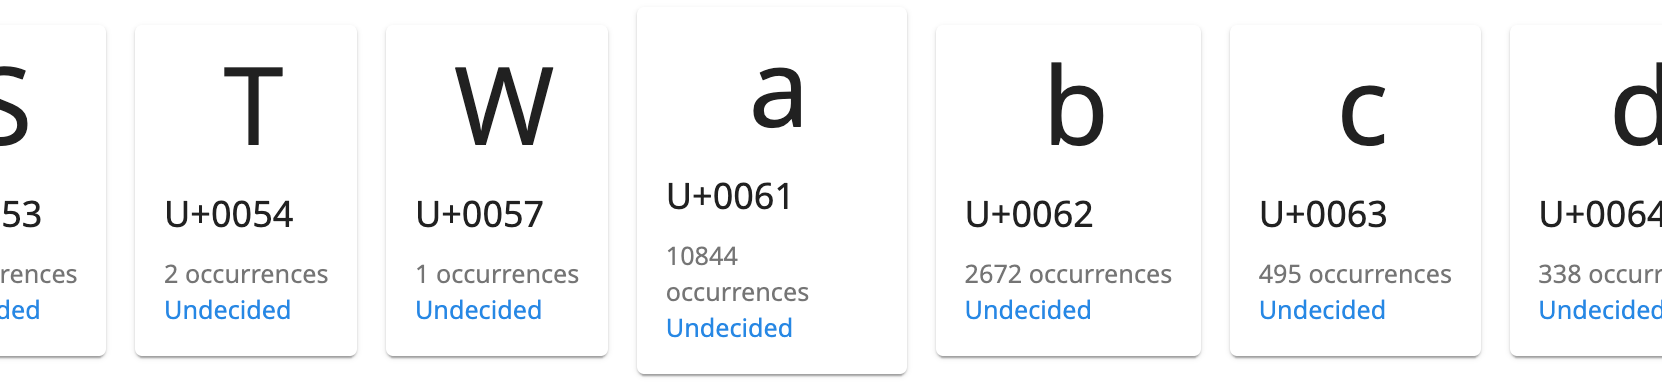 S
53
rences
ded
T
U+0054
2 occurrences
Undecided
W
U+0057
1 occurrences
Undecided
a
U+0061
10844
occurrences
Undecided
b
U+0062
2672 occurrences
Undecided
c
U+0063
495 occurrences
Undecided
d
U+0064
338 occurr
Undecided